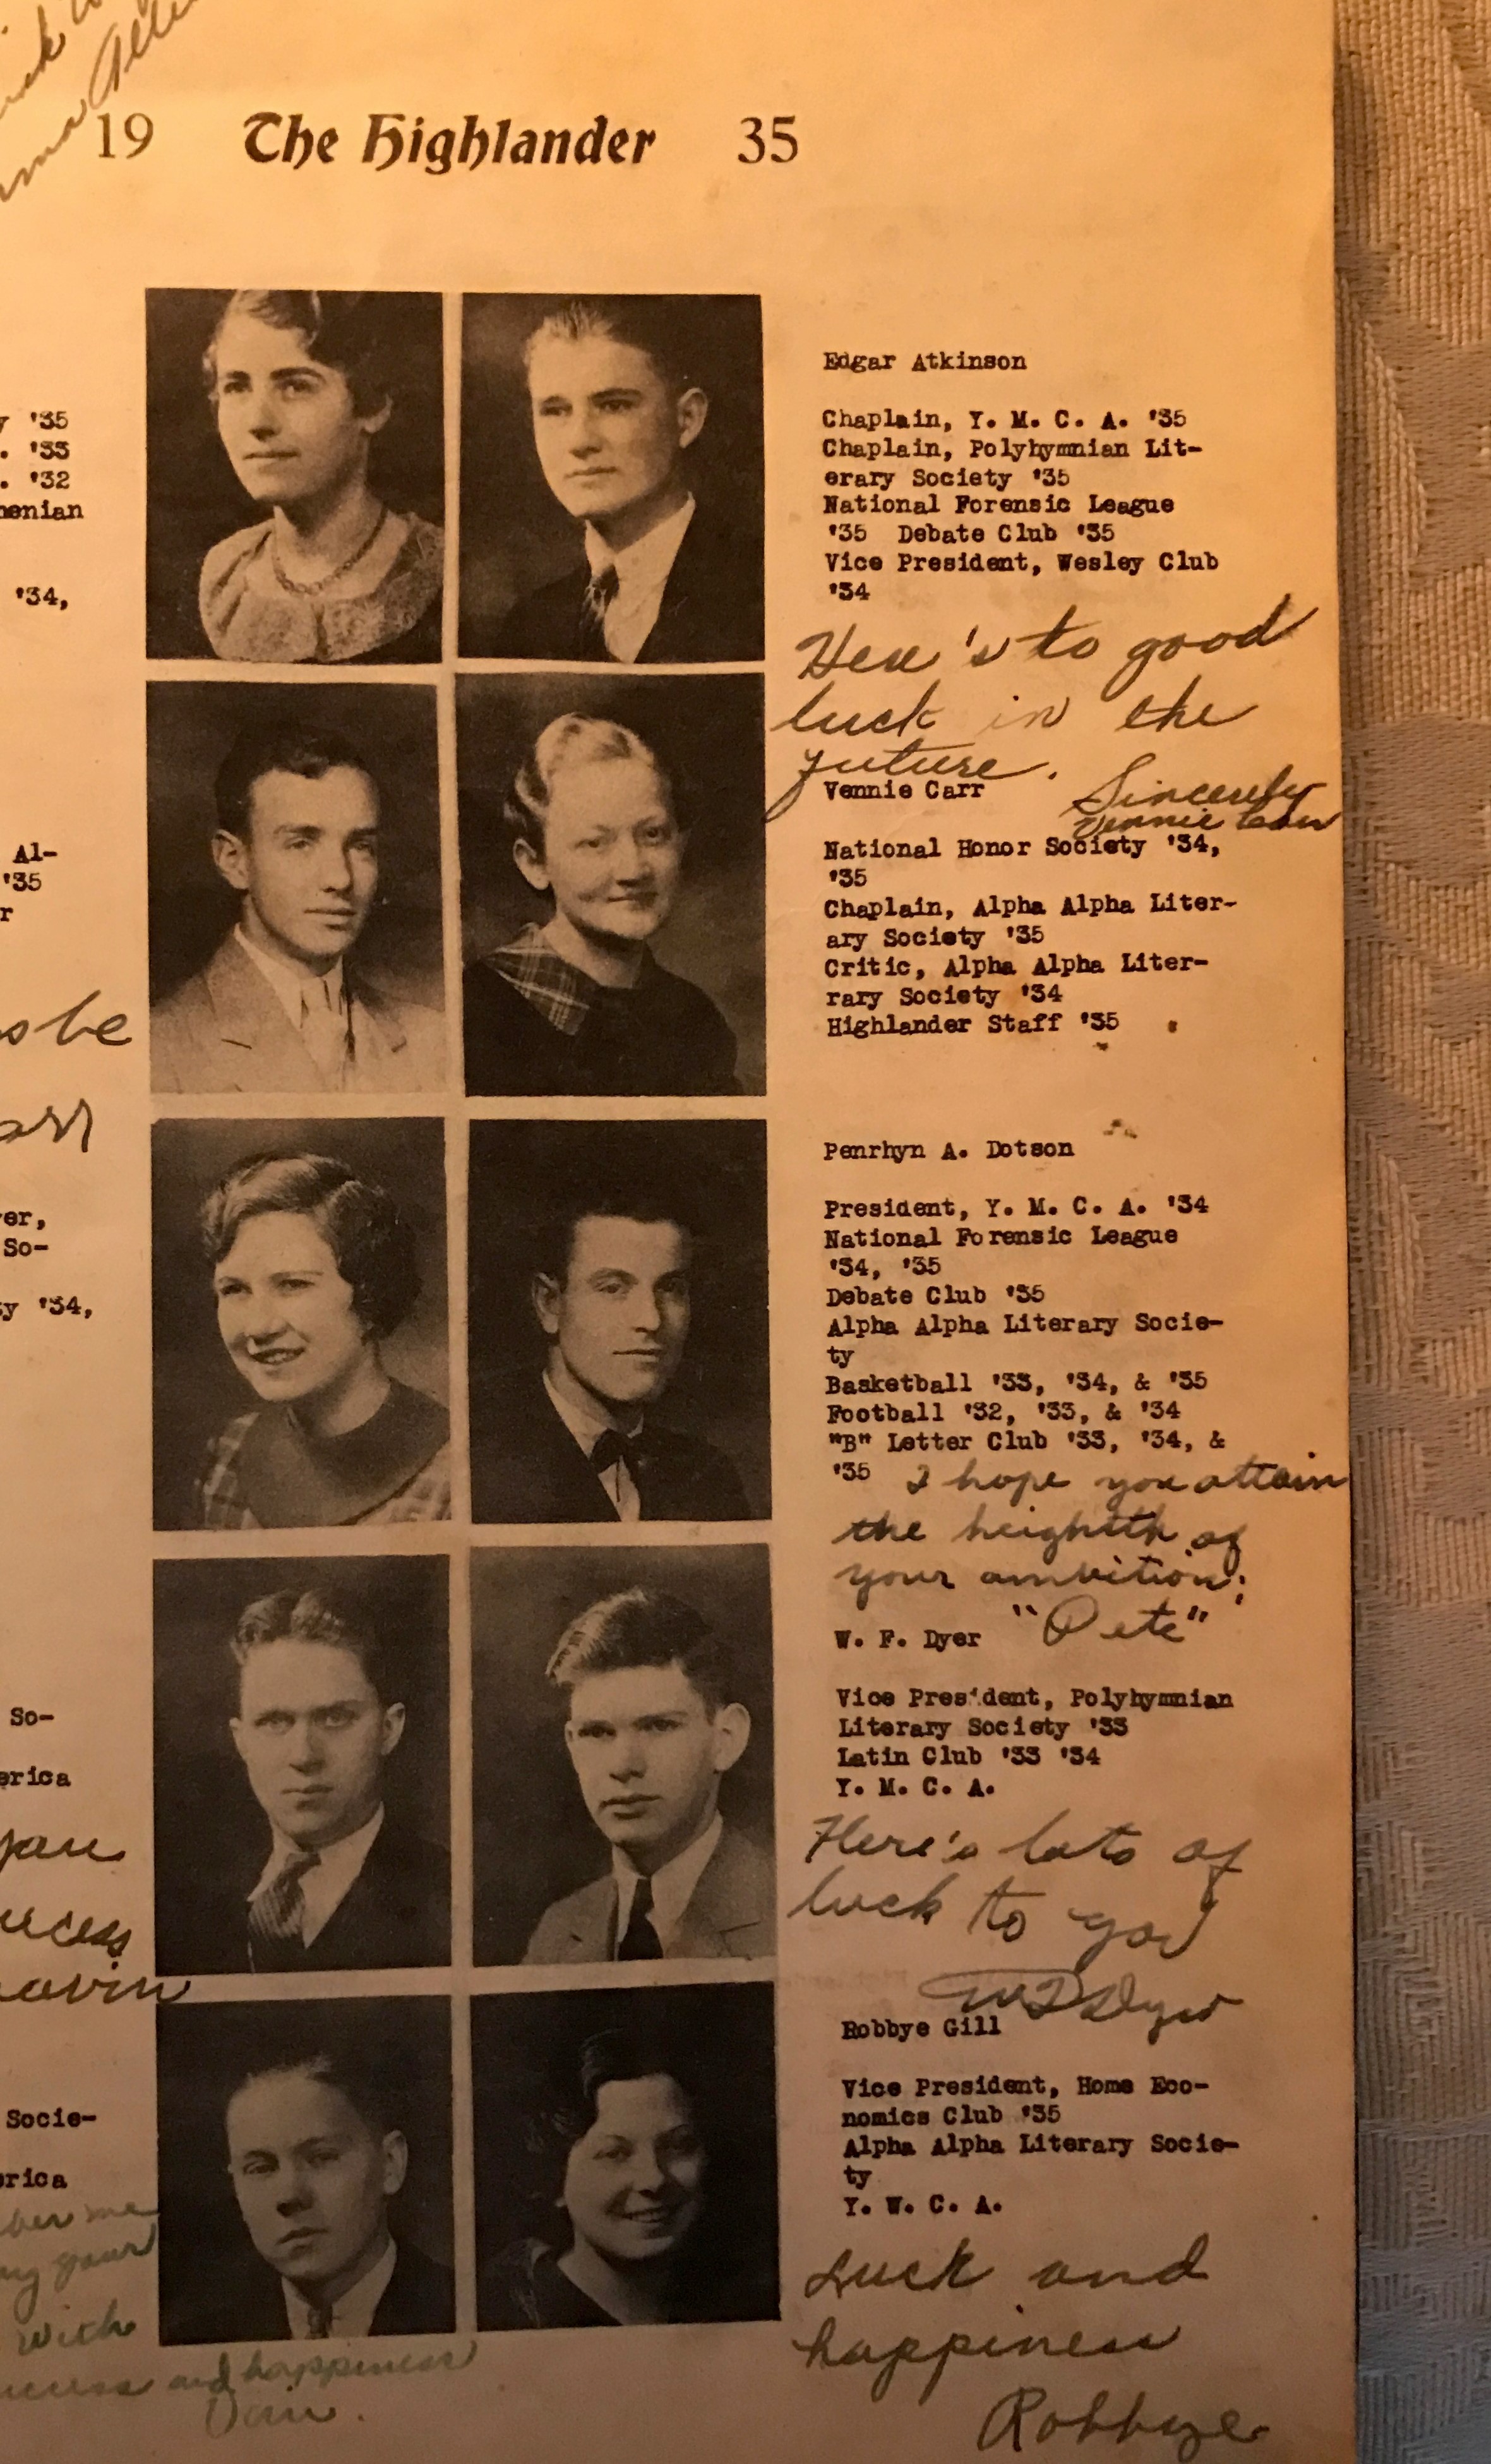 19 The Highlander 35
'35
'33
'32
'34,
Al-
'35
So-
'34,
So-
Socie-
with
and happiness
Edgar Atkinson
Chaplain, Y. M. C. A. '35
Chaplain, Polyhymnian Lit-
erary Society '35
National Forensic League
'35 Debate Club '35
Vice President, Wesley Club
'34
Here's to good
luck in the
future.
Sincerely
Vennie Carr
Vennie Carr
National Honor Society '34,
'35
Chaplain, Alpha Alpha Liter-
ary Society '35
Critic, Alpha Alpha Liter-
rary Society '34
Highlander Staff '35
Penrhyn A. Dotson
President, Y. M. C. A. '34
National Forensic League
'34, '35
Debate Club '35
Alpha Alpha Literary Socie-
ty
Basketball '33, '34, & '35
Football '32, '33, & '34
"B" Letter Club '33, '34, &
'35 I hope you attain
the heighth of
your ambition;
"Pete"
W. F. Dyer
Vice President, Polyhymnian
Literary Society '33
Latin Club '33 '34
Y. M. C. A.
Here's lots of
luck to you
W F Dyer
Robbye Gill
Vice President, Home Eco-
nomics Club '35
Alpha Alpha Literary Socie-
ty
Y. W. C. A.
Luck and
happiness
Robbye